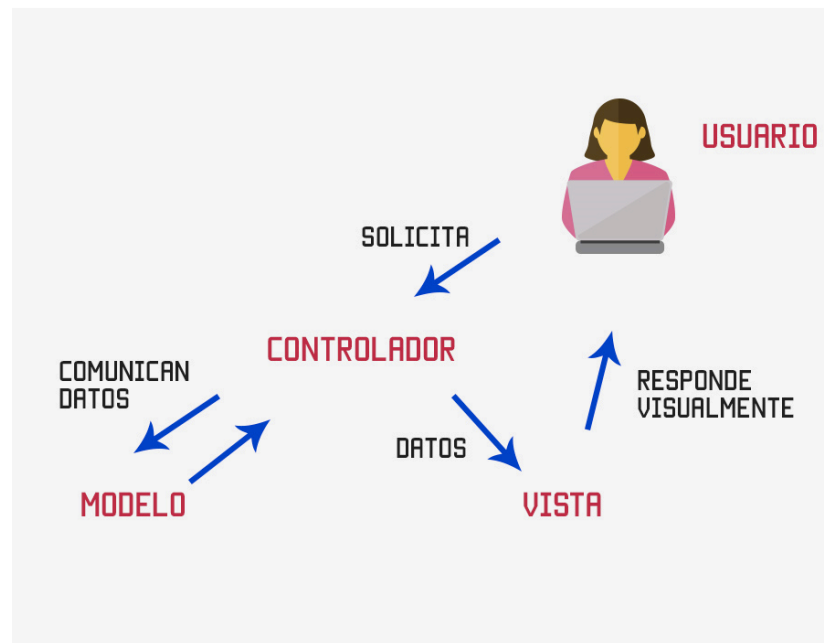 USUARIO
SOLICITA
CONTROLADOR
COMUNICAN
DATOS
RESPONDE
VISUALMENTE
DATOS
MODELO
VISTA